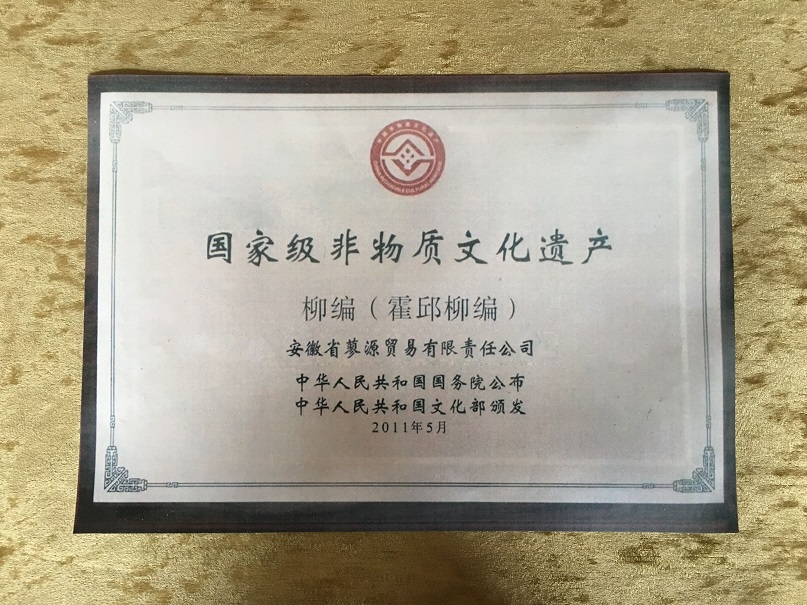 国家级非物质文化遗产
柳编（霍邱柳编）
安徽省蓼源贸易有限责任公司
中华人民共和国国务院公布
中华人民共和国文化部颁发
2011年5月